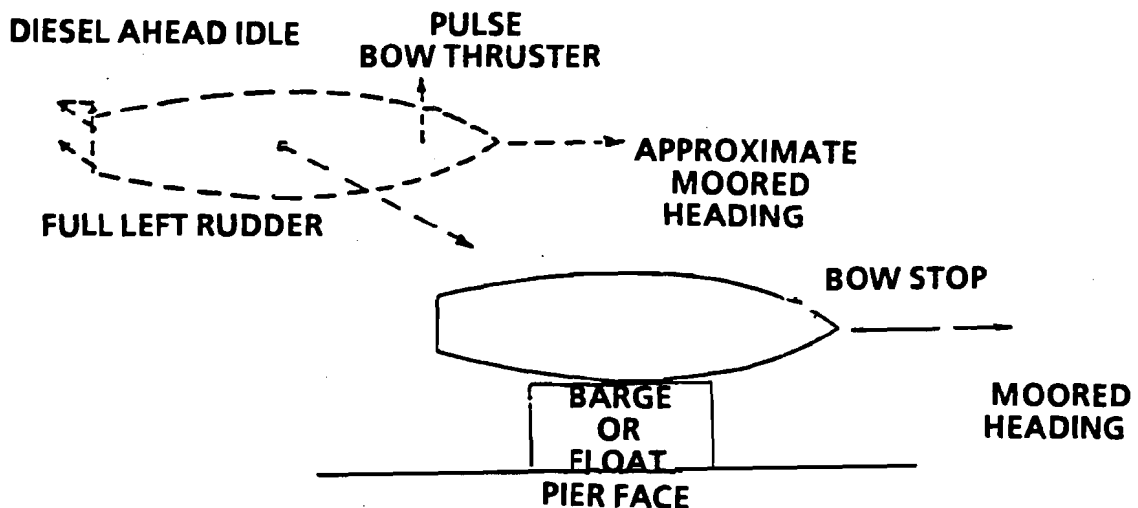 DIESEL AHEAD IDLE
PULSE
BOW THRUSTER
APPROXIMATE
MOORED
HEADING
FULL LEFT RUDDER
BOW STOP
MOORED
HEADING
BARGE
OR
FLOAT
PIER FACE